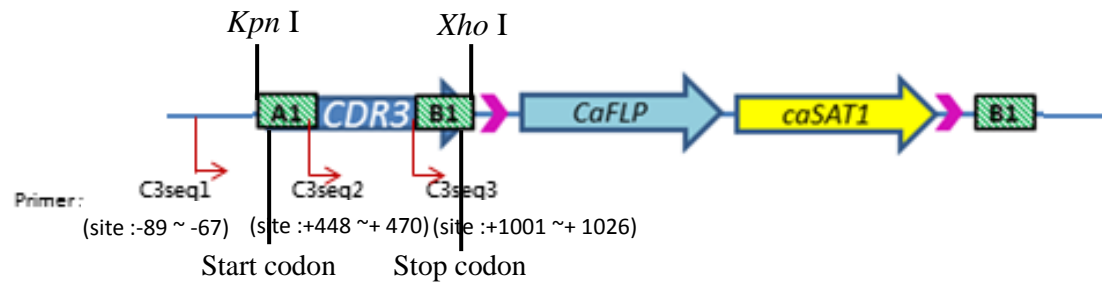 Kpn I Xho I
A1 CDR3 B1 CaFLP caSAT1 B1
C3seq1 C3seq2 C3seq3
Primer :
(site :-89 ~ -67) (site :+448 ~+ 470) (site :+1001 ~+ 1026)
Start codon Stop codon